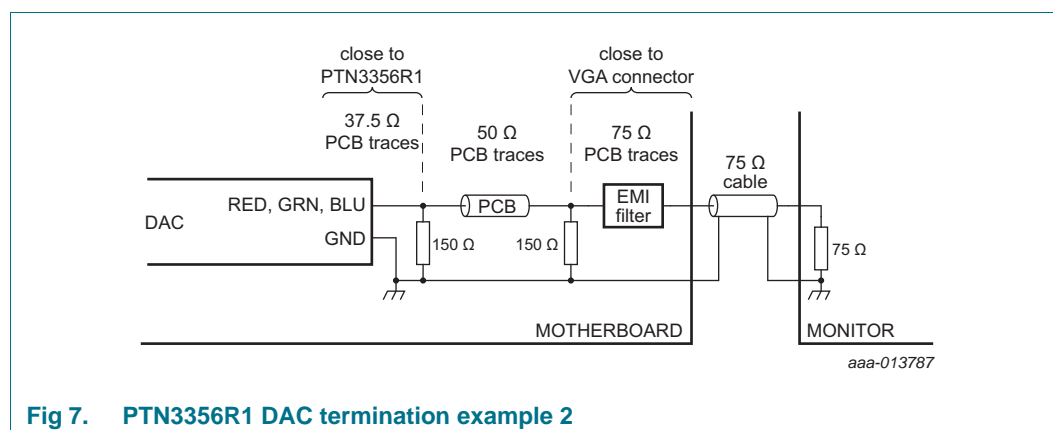 close to
PTN3356R1
close to
VGA connector
37.5 Ω
PCB traces
50 Ω
PCB traces
75 Ω
PCB traces
75 Ω
cable
DAC
RED, GRN, BLU
PCB
EMI
filter
GND
150 Ω
150 Ω
75 Ω
MOTHERBOARD
MONITOR
aaa-013787
Fig 7. PTN3356R1 DAC termination example 2